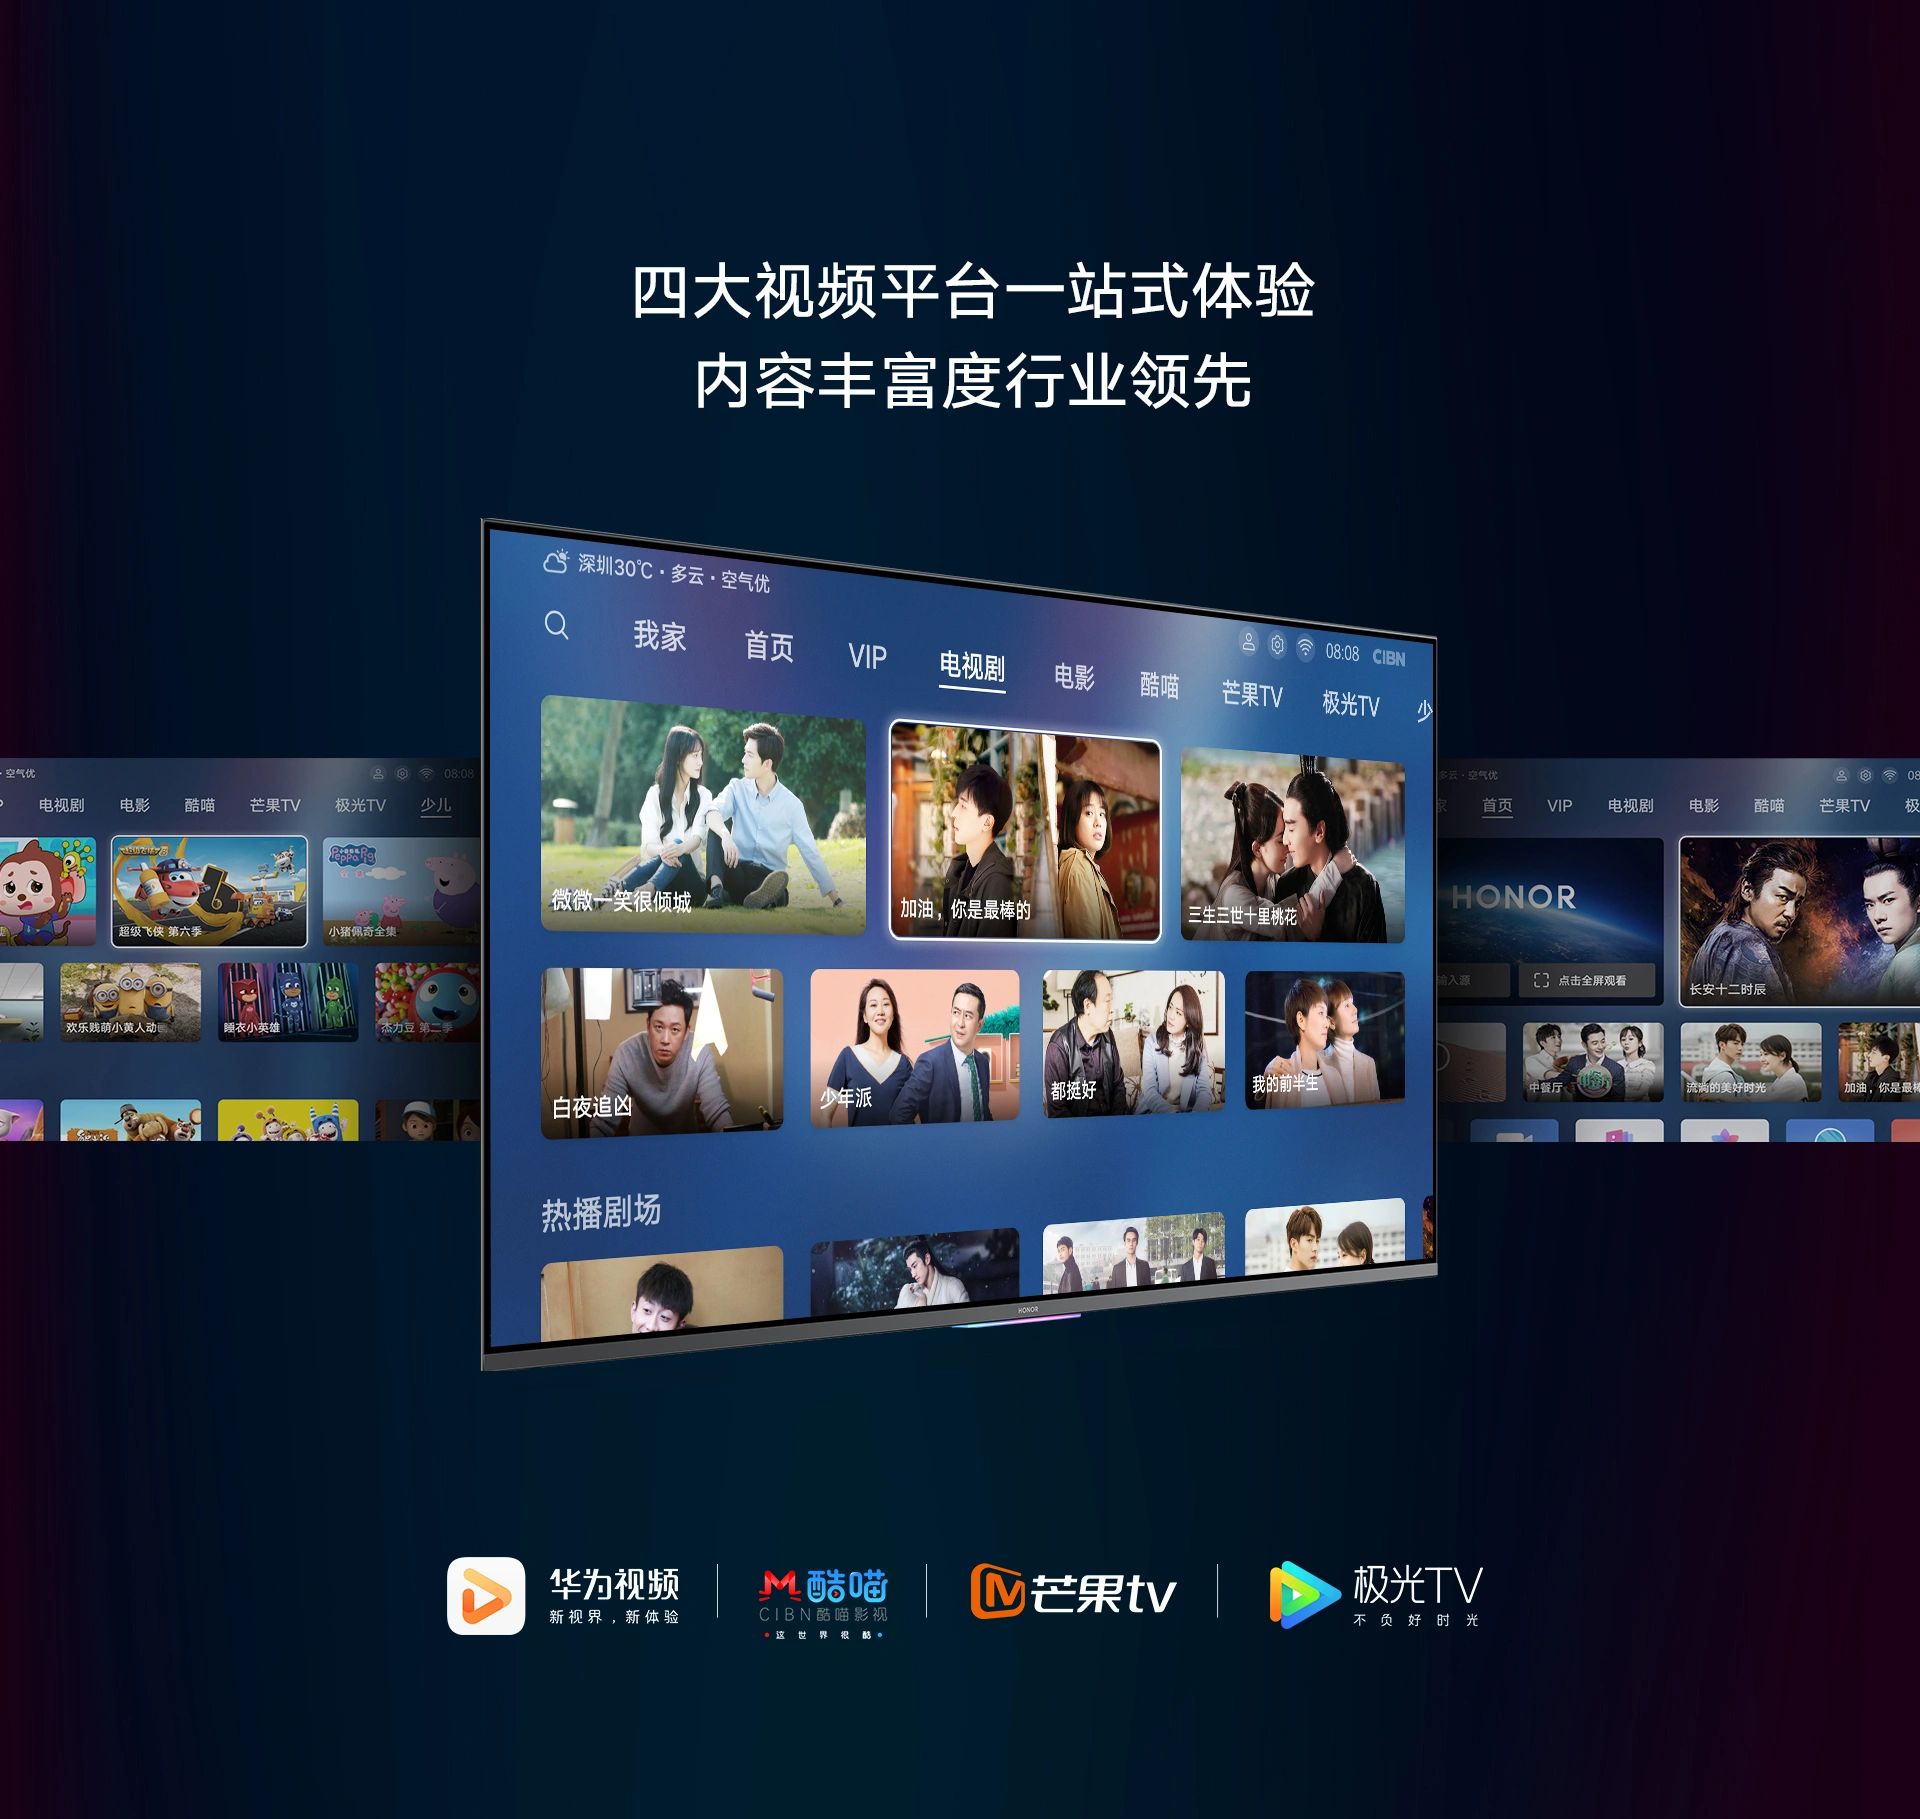 四大视频平台一站式体验
内容丰富度行业领先
深圳30℃·多云·空气优
08:08 CIBN
我家 首页 VIP 电视剧 电影 酷喵 芒果TV 极光TV 少
微微一笑很倾城
加油，你是最棒的
三生三世十里桃花
白夜追凶
少年派
都挺好
我的前半生
热播剧场
HONOR
·空气优
08:08
电视剧 电影 酷喵 芒果TV 极光TV 少儿
超级飞侠
Peppa Pig
全集
超级飞侠 第六季
小猪佩奇全集
欢乐贱萌小黄人动画
睡衣小英雄
杰力豆 第二季
多云·空气优
08
家 首页 VIP 电视剧 电影 酷喵 芒果TV 极
HONOR
输入源
点击全屏观看
长安十二时辰
中餐厅
流淌的美好时光
加油，你是最棒
华为视频
新视界，新体验
酷喵
CIBN酷喵影视
·这世界很酷·
芒果tv
极光TV
不负好时光